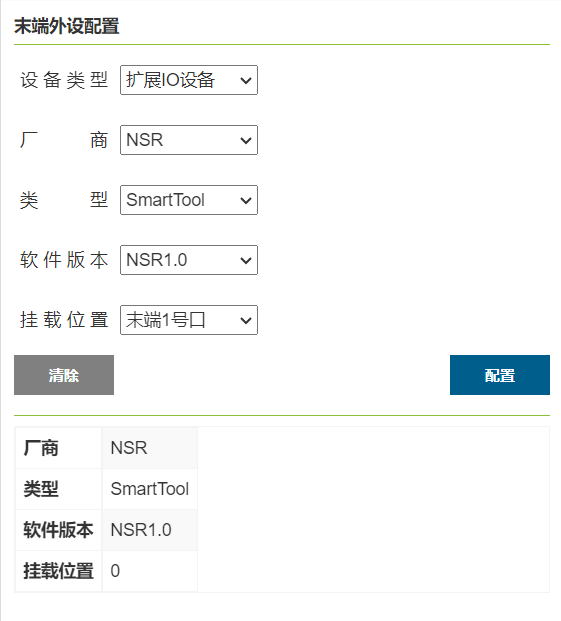 末端外设配置
设备类型 扩展IO设备
厂商 NSR
类型 SmartTool
软件版本 NSR1.0
挂载位置 末端1号口
清除 配置
厂商 NSR
类型 SmartTool
软件版本 NSR1.0
挂载位置 0